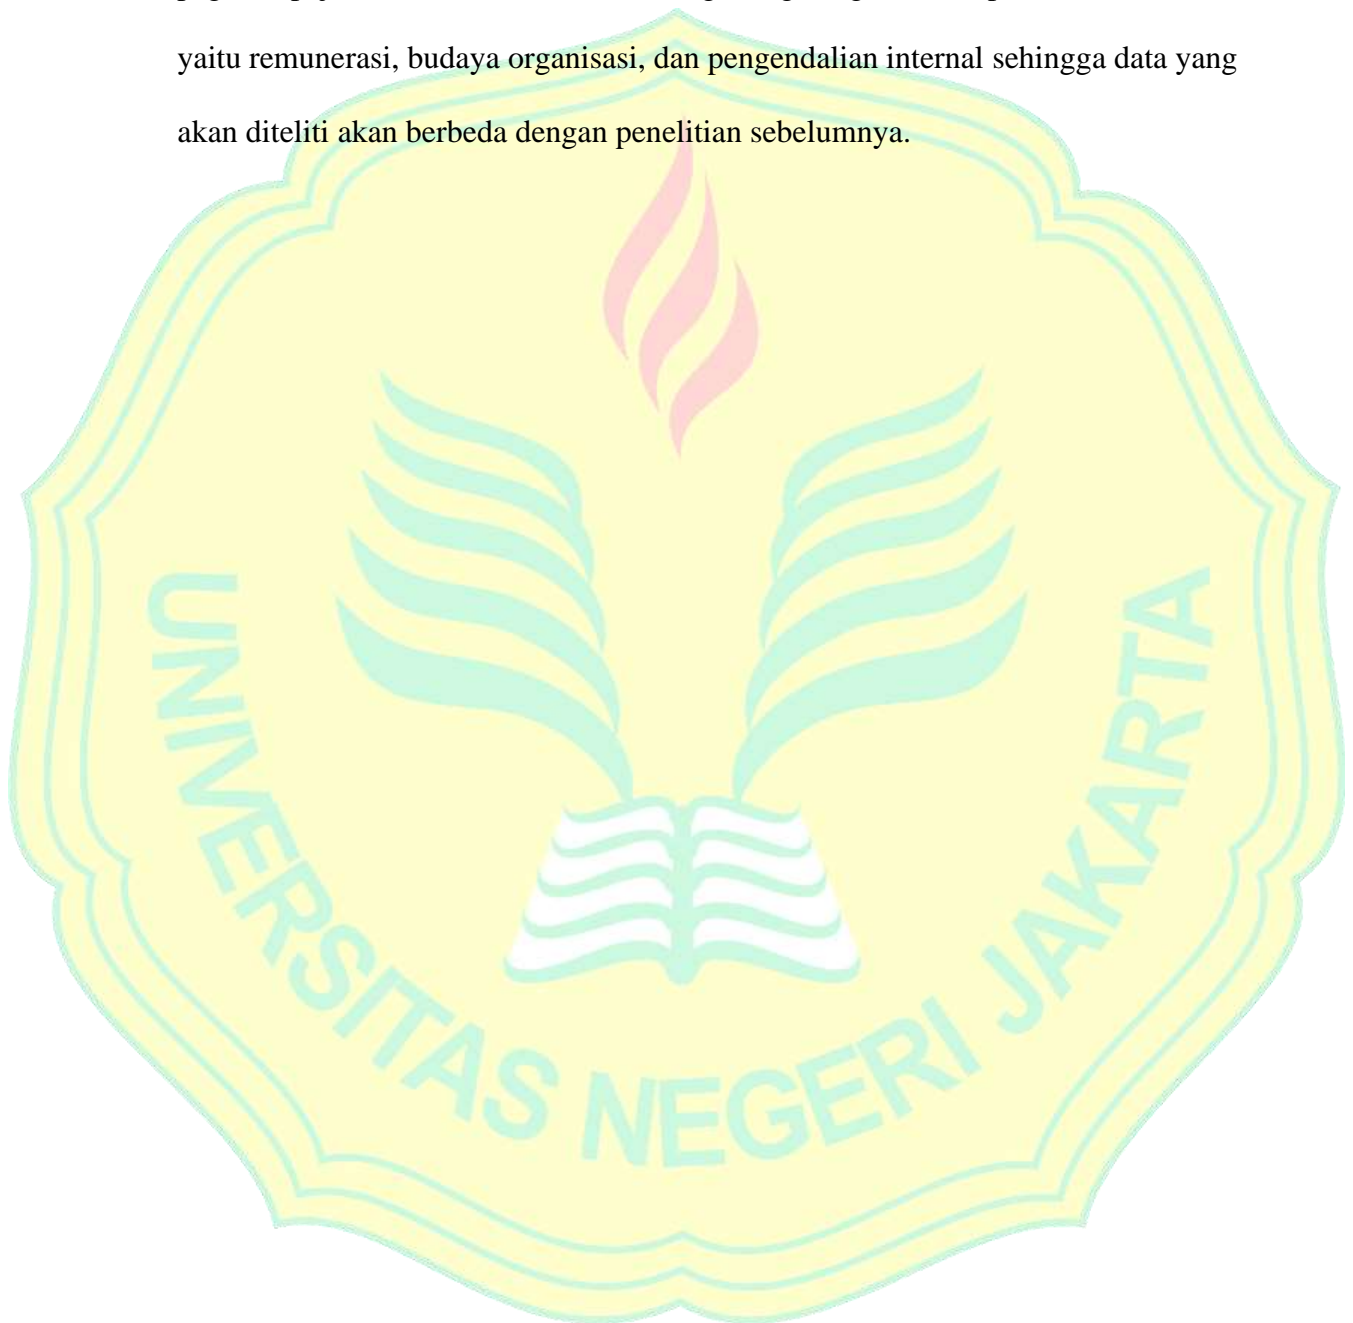 yaitu remunerasi, budaya organisasi, dan pengendalian internal sehingga data yang
akan diteliti akan berbeda dengan penelitian sebelumnya.
UNIVERSITAS NEGERI JAKARTA